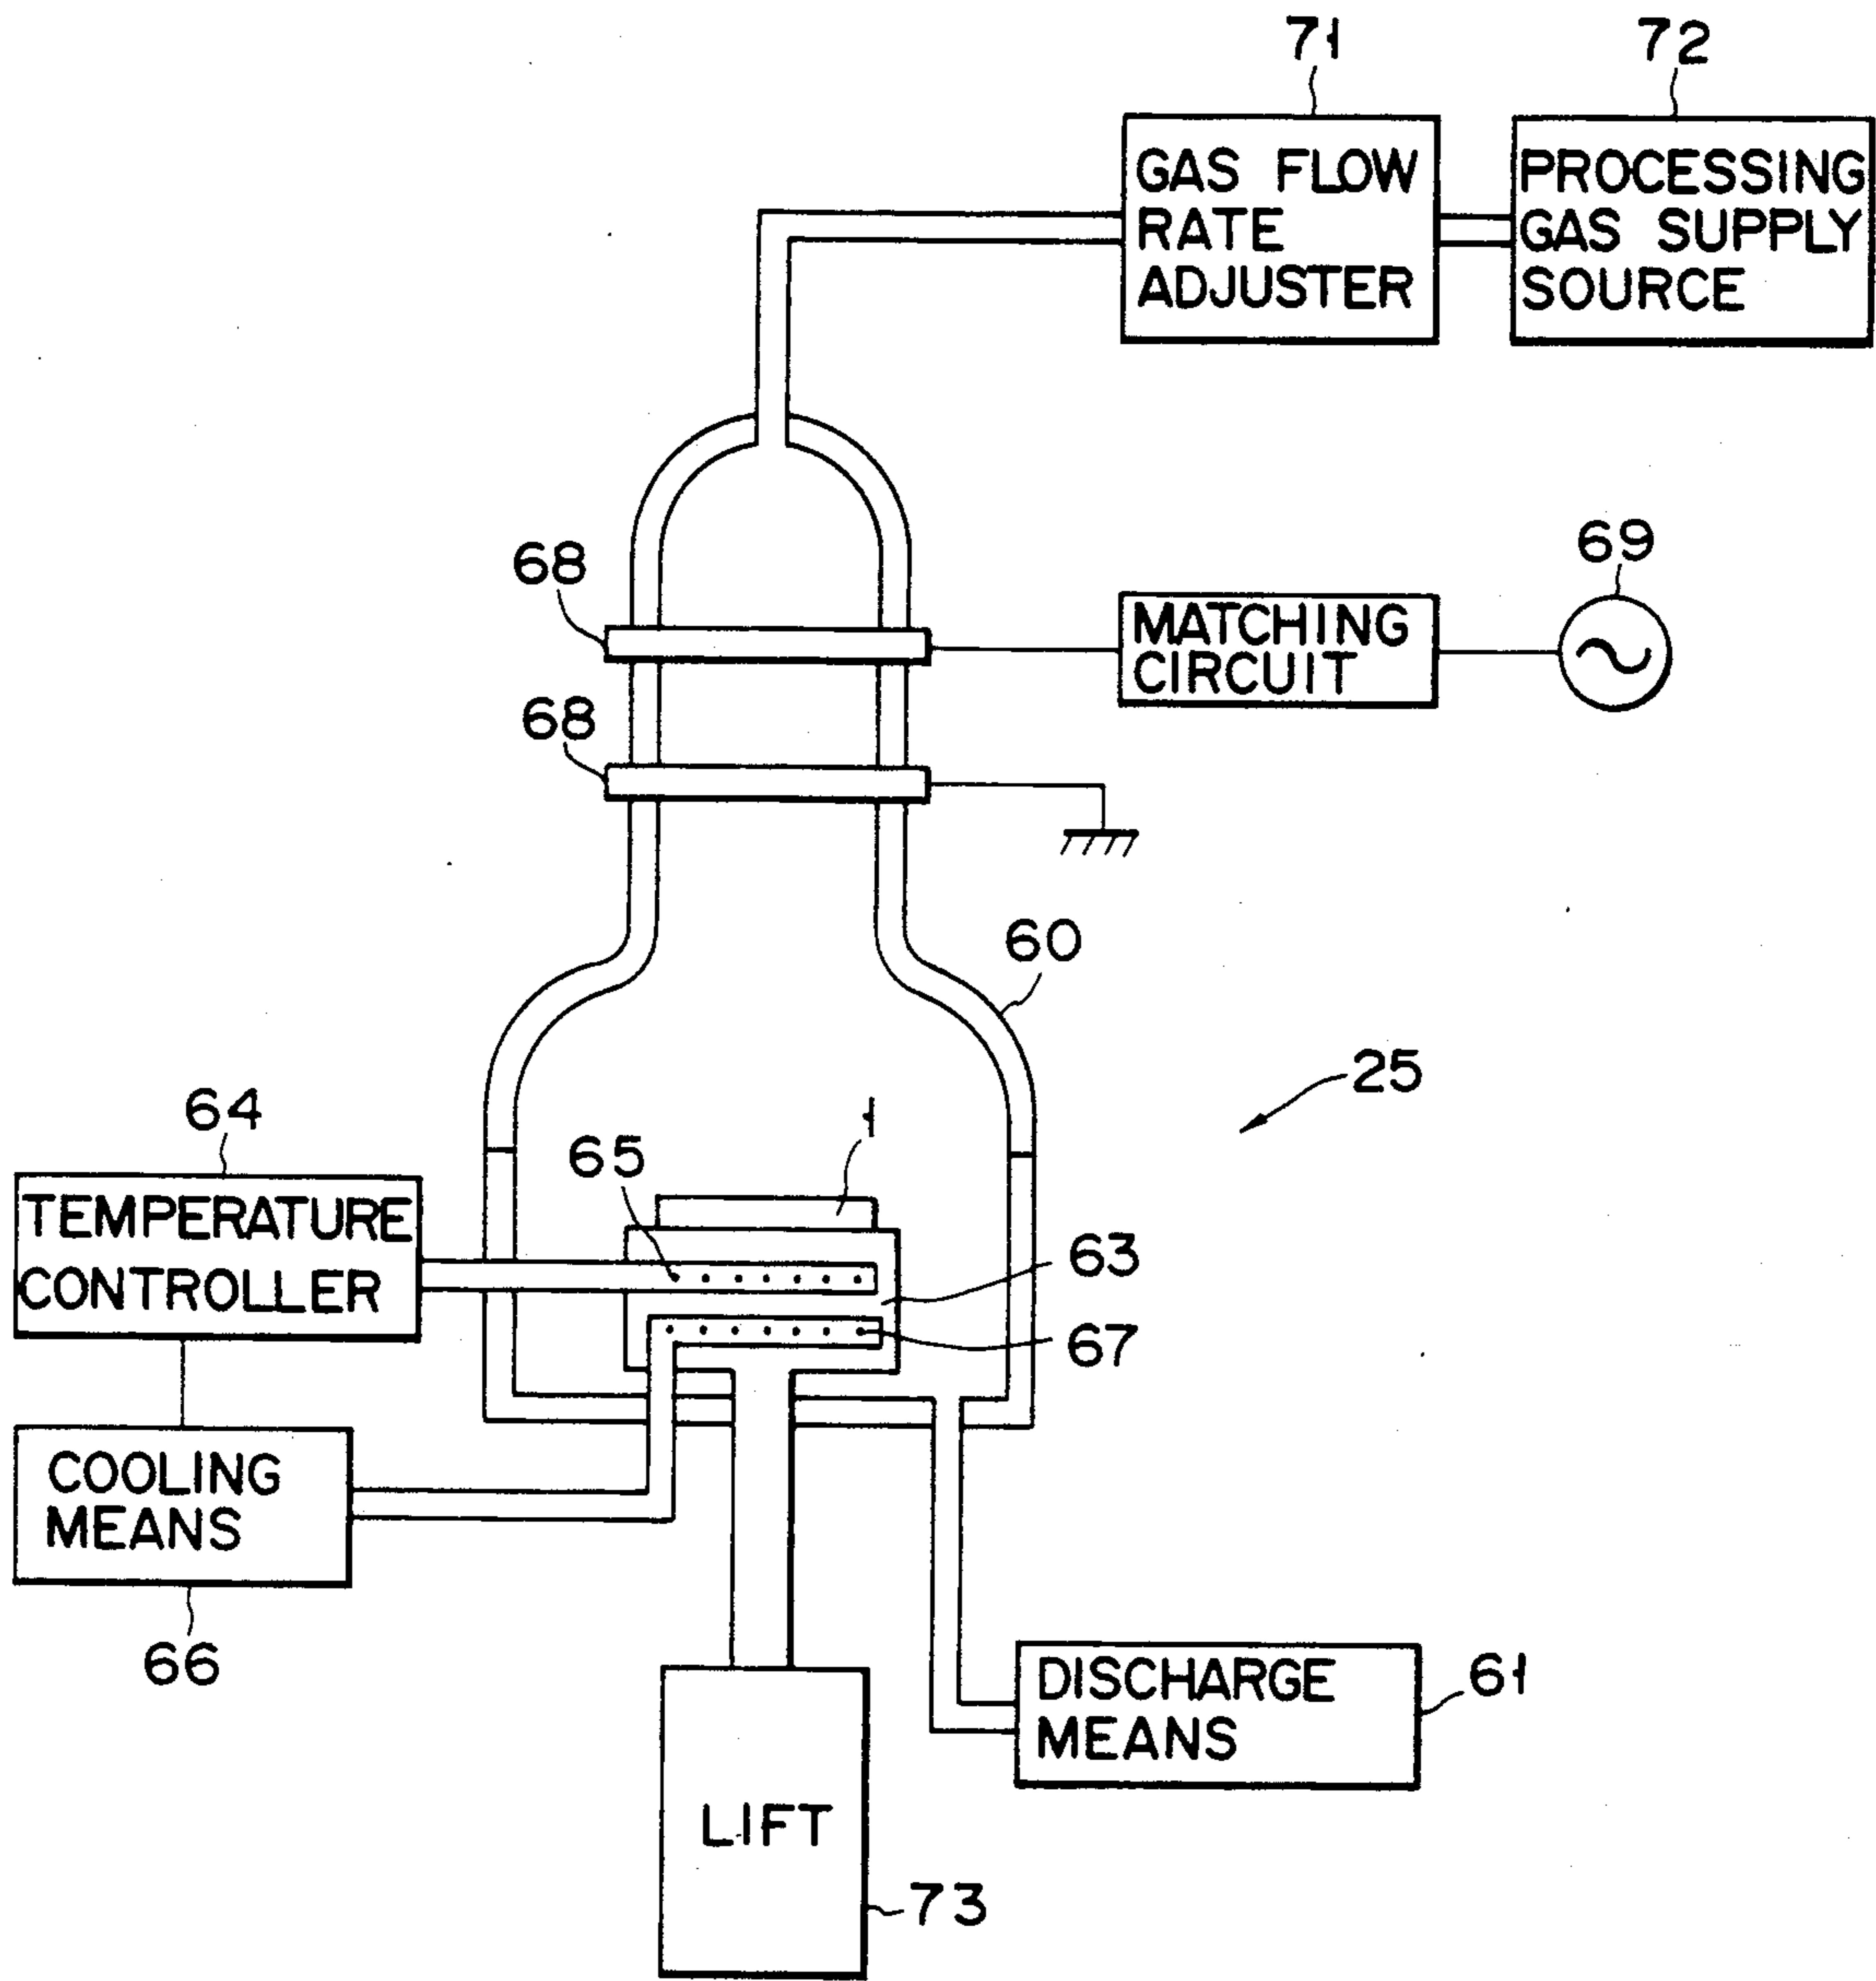 71
72
GAS FLOW
RATE
ADJUSTER
PROCESSING
GAS SUPPLY
SOURCE
68
69
MATCHING
CIRCUIT
68
60
25
64
1
65
TEMPERATURE
CONTROLLER
63
67
COOLING
MEANS
66
DISCHARGE
MEANS
61
LIFT
73